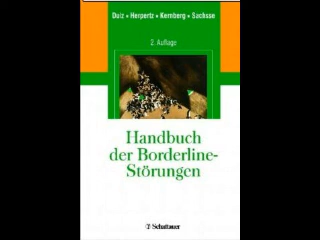 Dulz • Herpertz • Kernberg • Sachsse
2. Auflage
Handbuch
der Borderline-
Störungen
Schattauer